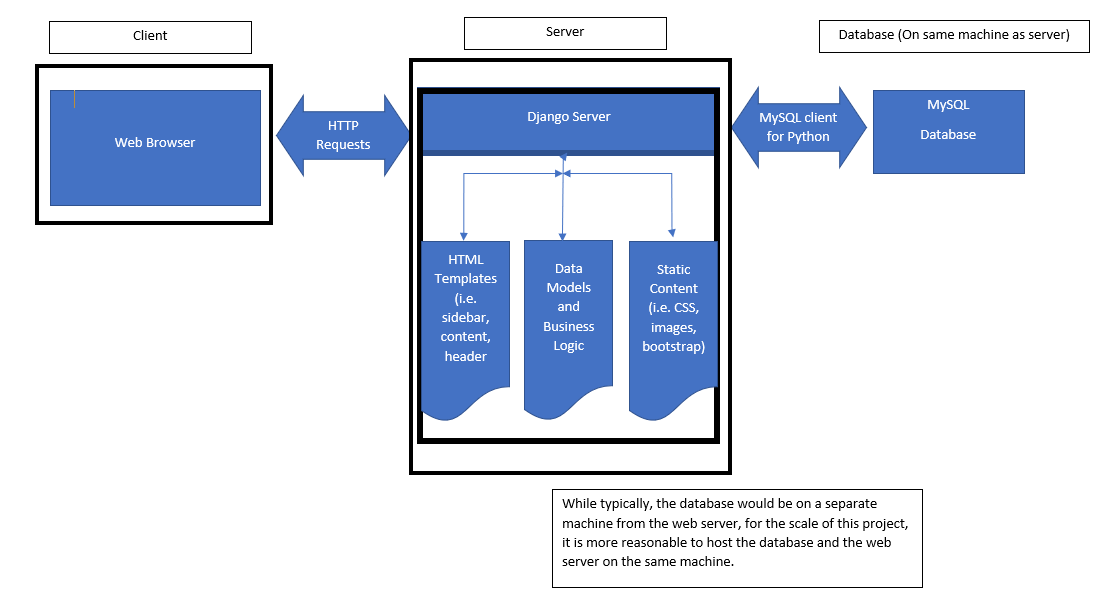 Client
Server
Database (On same machine as server)
Web Browser
HTTP
Requests
Django Server
MySQL client
for Python
MySQL
Database
HTML
Templates
(i.e.
sidebar,
content,
header
Data
Models
and
Business
Logic
Static
Content
(i.e. CSS,
images,
bootstrap)
While typically, the database would be on a separate
machine from the web server, for the scale of this project,
it is more reasonable to host the database and the web
server on the same machine.